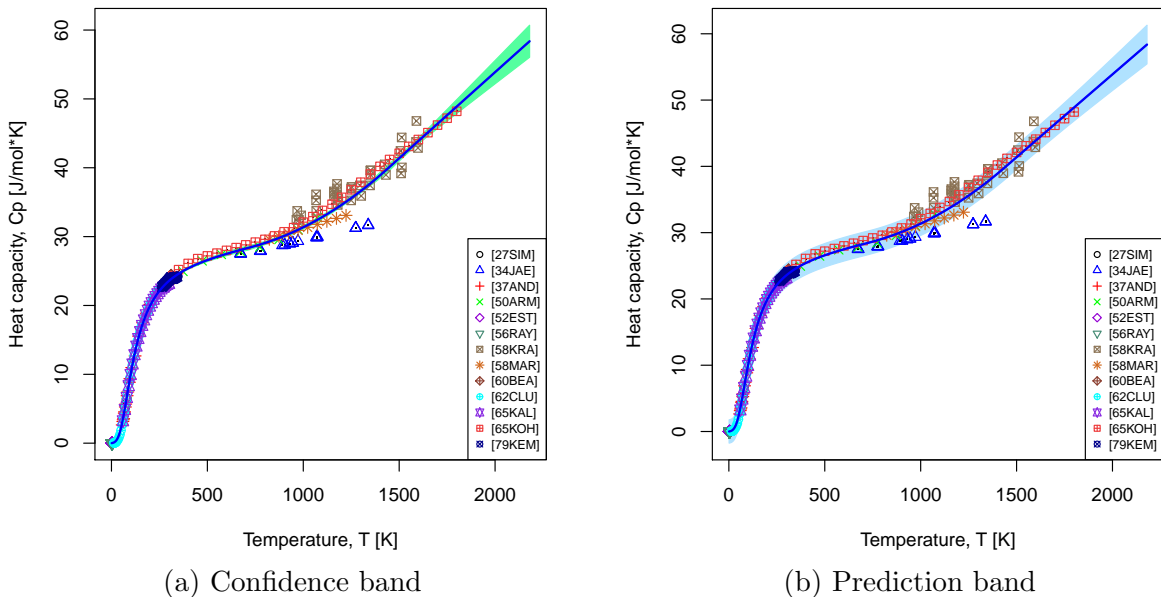 Heat capacity, Cp [J/mol*K]
60
50
40
30
20
10
0
[27SIM]
[34JAE]
[37AND]
[50ARM]
[52EST]
[56RAY]
[58KRA]
[58MAR]
[60BEA]
[62CLU]
[65KAL]
[65KOH]
[79KEM]
0 500 1000 1500 2000
Temperature, T [K]
(a) Confidence band
Heat capacity, Cp [J/mol*K]
60
50
40
30
20
10
0
[27SIM]
[34JAE]
[37AND]
[50ARM]
[52EST]
[56RAY]
[58KRA]
[58MAR]
[60BEA]
[62CLU]
[65KAL]
[65KOH]
[79KEM]
0 500 1000 1500 2000
Temperature, T [K]
(b) Prediction band